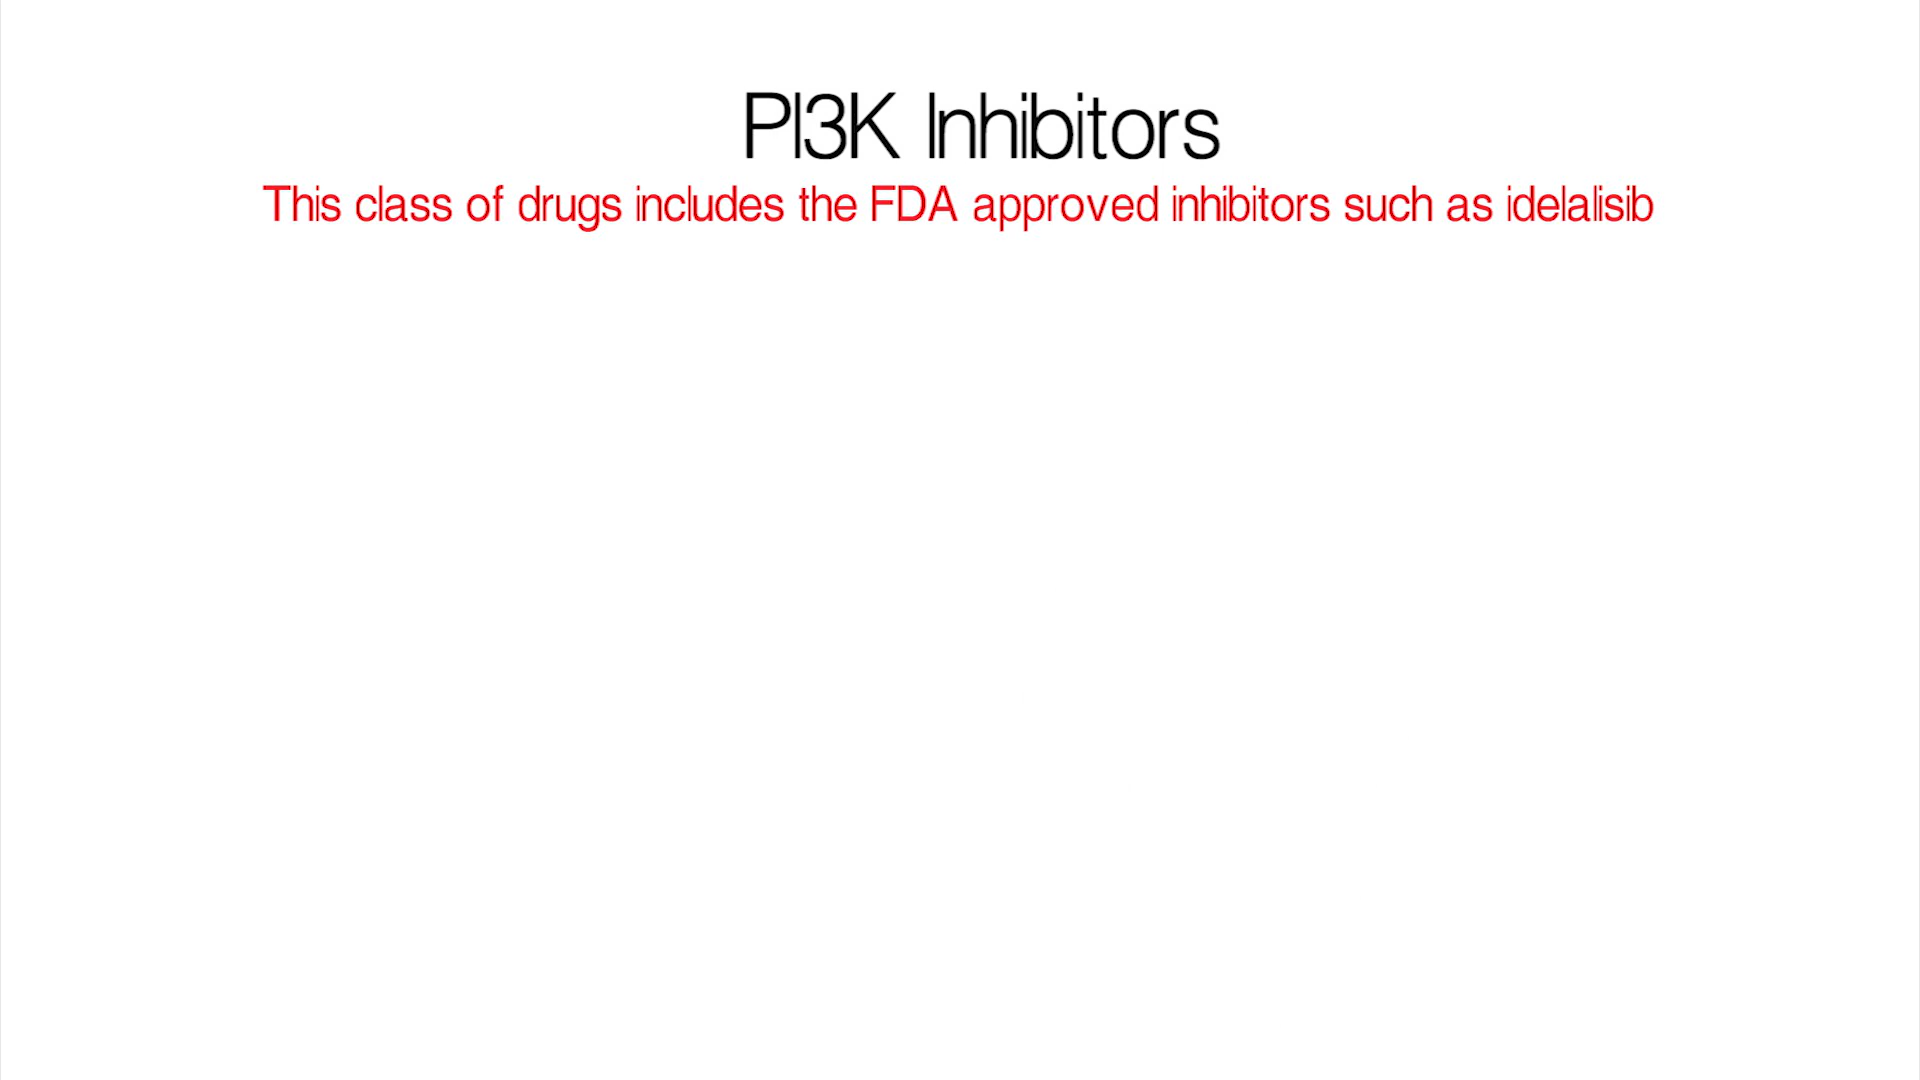 PI3K Inhibitors
This class of drugs includes the FDA approved inhibitors such as idelalisib